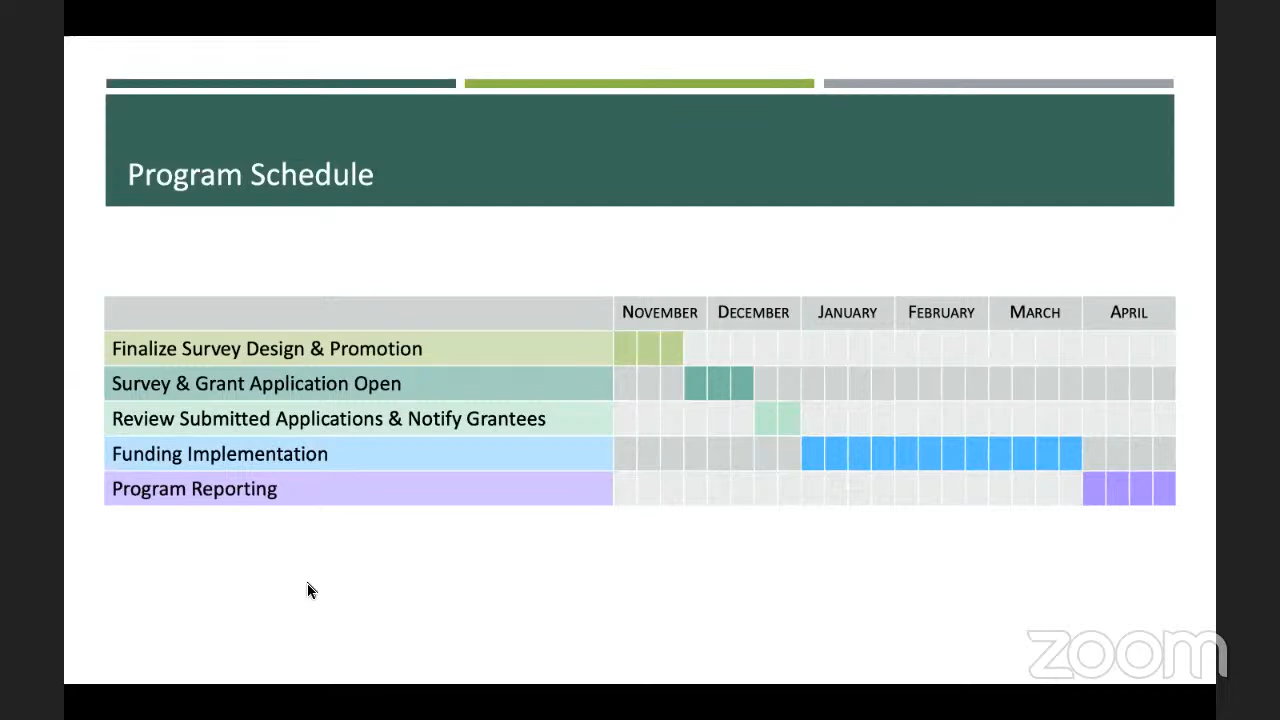 Program Schedule
NOVEMBER DECEMBER JANUARY FEBRUARY MARCH APRIL
Finalize Survey Design & Promotion
Survey & Grant Application Open
Review Submitted Applications & Notify Grantees
Funding Implementation
Program Reporting
zoom